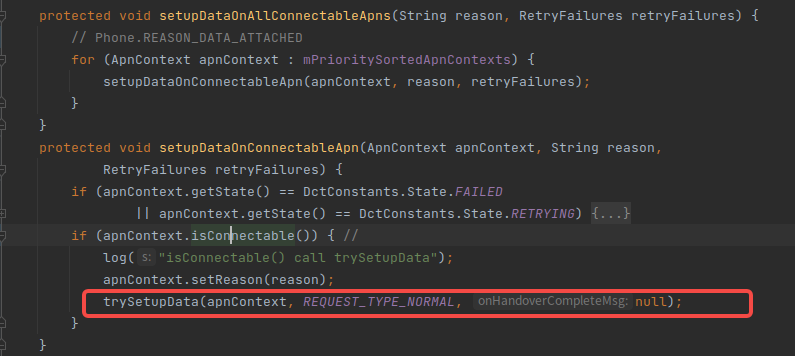 protected void setupDataOnAllConnectableApns(String reason, RetryFailures retryFailures) {
// Phone.REASON_DATA_ATTACHED
for (ApnContext apnContext : mPrioritySortedApnContexts) {
setupDataOnConnectableApn(apnContext, reason, retryFailures);
}
}
protected void setupDataOnConnectableApn(ApnContext apnContext, String reason,
RetryFailures retryFailures) {
if (apnContext.getState() == DctConstants.State.FAILED
|| apnContext.getState() == DctConstants.State.RETRYING) {...}
if (apnContext.isConnectable()) { //
log( s: "isConnectable() call trySetupData");
apnContext.setReason(reason);
trySetupData(apnContext, REQUEST_TYPE_NORMAL, onHandoverCompleteMsg: null);
}
}